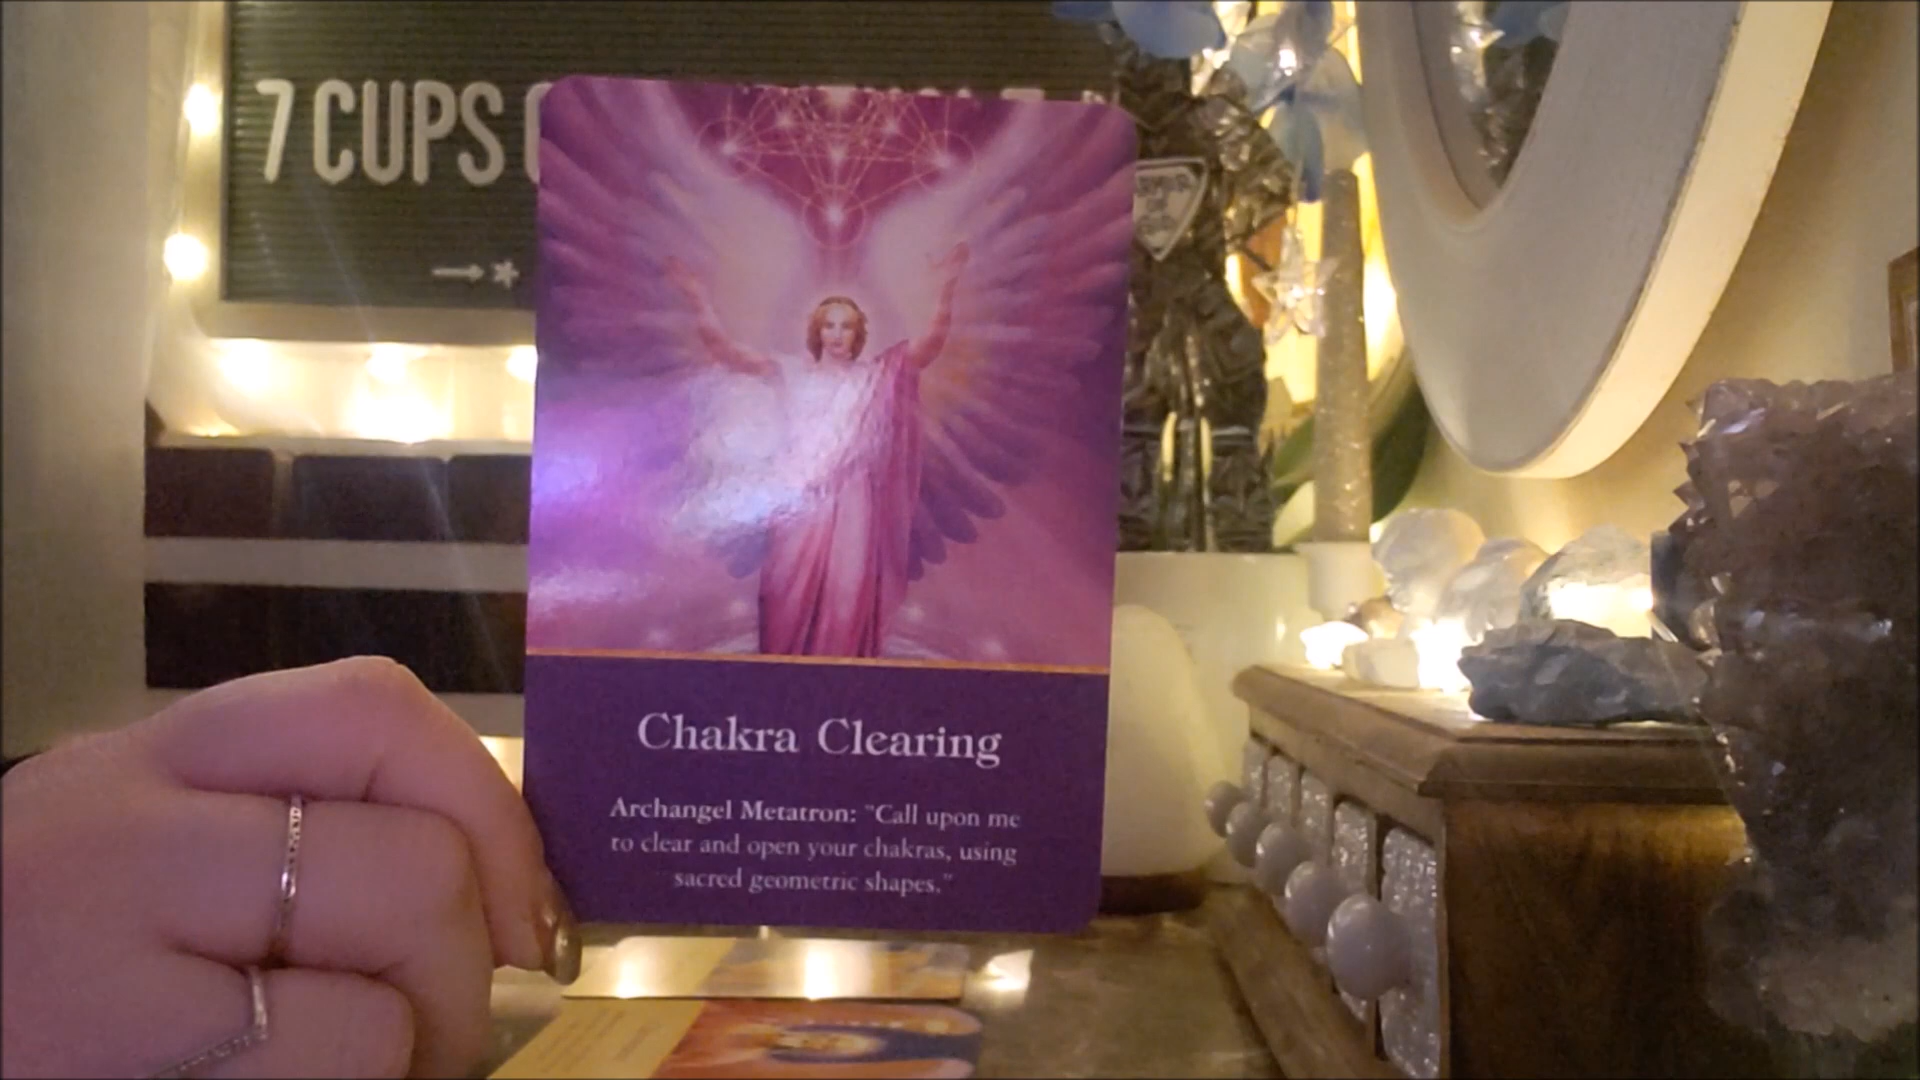 7 CUPS
→*
Chakra Clearing
Archangel Metatron: "Call upon me
to clear and open your chakras, using
sacred geometric shapes."